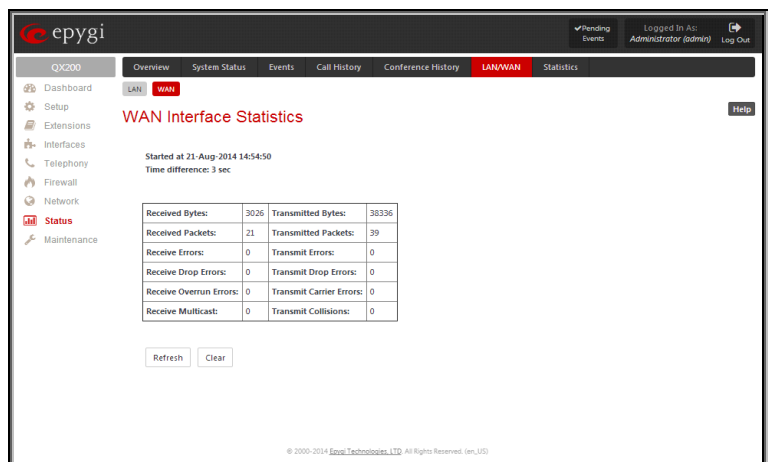 epygi
Pending Events
Logged In As:
Administrator (admin)
Log Out
QX200
Overview System Status Events Call History Conference History LAN/WAN Statistics
Dashboard
Setup
Extensions
Interfaces
Telephony
Firewall
Network
Status
Maintenance
LAN WAN
Help
WAN Interface Statistics
Started at 21-Aug-2014 14:54:50
Time difference: 3 sec
Received Bytes: 3026 Transmitted Bytes: 38336
Received Packets: 21 Transmitted Packets: 39
Receive Errors: 0 Transmit Errors: 0
Receive Drop Errors: 0 Transmit Drop Errors: 0
Receive Overrun Errors: 0 Transmit Carrier Errors: 0
Receive Multicast: 0 Transmit Collisions: 0
Refresh Clear
© 2000-2014 Epygi Technologies, LTD. All Rights Reserved. (en_US)